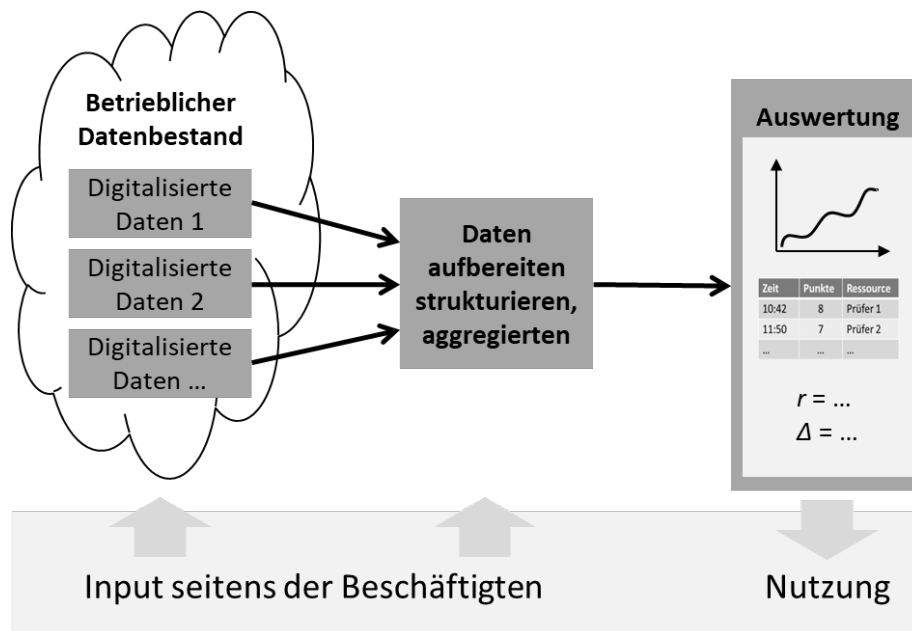 Betrieblicher
Datenbestand
Digitalisierte
Daten 1
Digitalisierte
Daten 2
Digitalisierte
Daten ...
Daten
aufbereiten
strukturieren,
aggregierten
Auswertung
Zeit Punkte Ressource
10:42 8 Prüfer 1
11:50 7 Prüfer 2
... ... ...
r = ...
Δ = ...
Input seitens der Beschäftigten
Nutzung